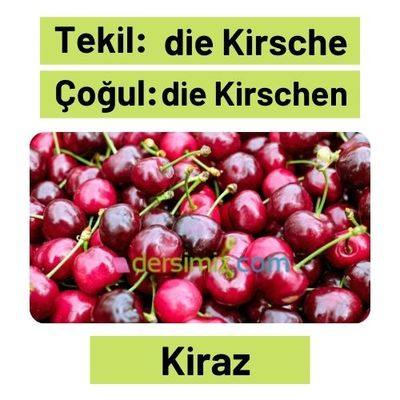 Tekil: die Kirsche
Çoğul: die Kirschen
dersimiz.com
Kiraz